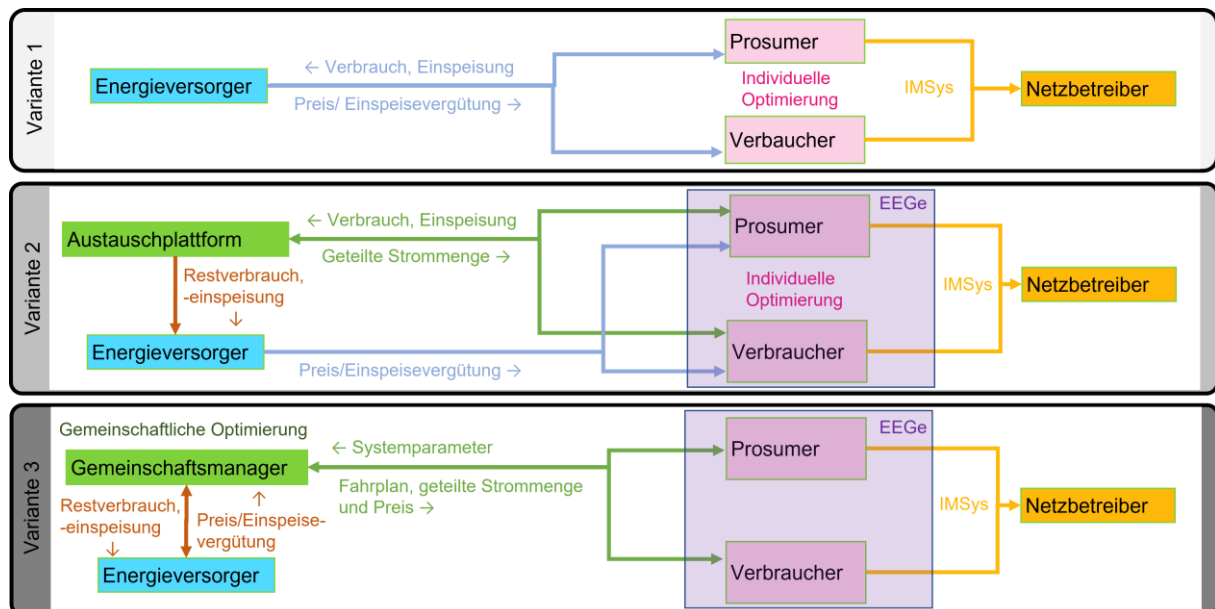 Variante 1
Energieversorger
← Verbrauch, Einspeisung
Preis/ Einspeisevergütung →
Prosumer
Individuelle
Optimierung
Verbaucher
IMSys
Netzbetreiber
Variante 2
Austauschplattform
← Verbrauch, Einspeisung
Geteilte Strommenge →
Restverbrauch,
-einspeisung
↓
Energieversorger
Preis/Einspeisevergütung →
EEGe
Prosumer
Individuelle
Optimierung
Verbraucher
IMSys
Netzbetreiber
Variante 3
Gemeinschaftliche Optimierung
Gemeinschaftsmanager
← Systemparameter
Fahrplan, geteilte Strommenge
und Preis →
Restverbrauch,
-einspeisung
↓
↑
Preis/Einspeise-
vergütung
Energieversorger
EEGe
Prosumer
Verbraucher
IMSys
Netzbetreiber